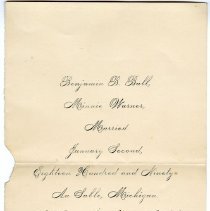 Benjamin B. Ball,
Minnie Warner,
Married
January Second,
Eighteen Hundred and Ninety-
Au Sable, Michigan